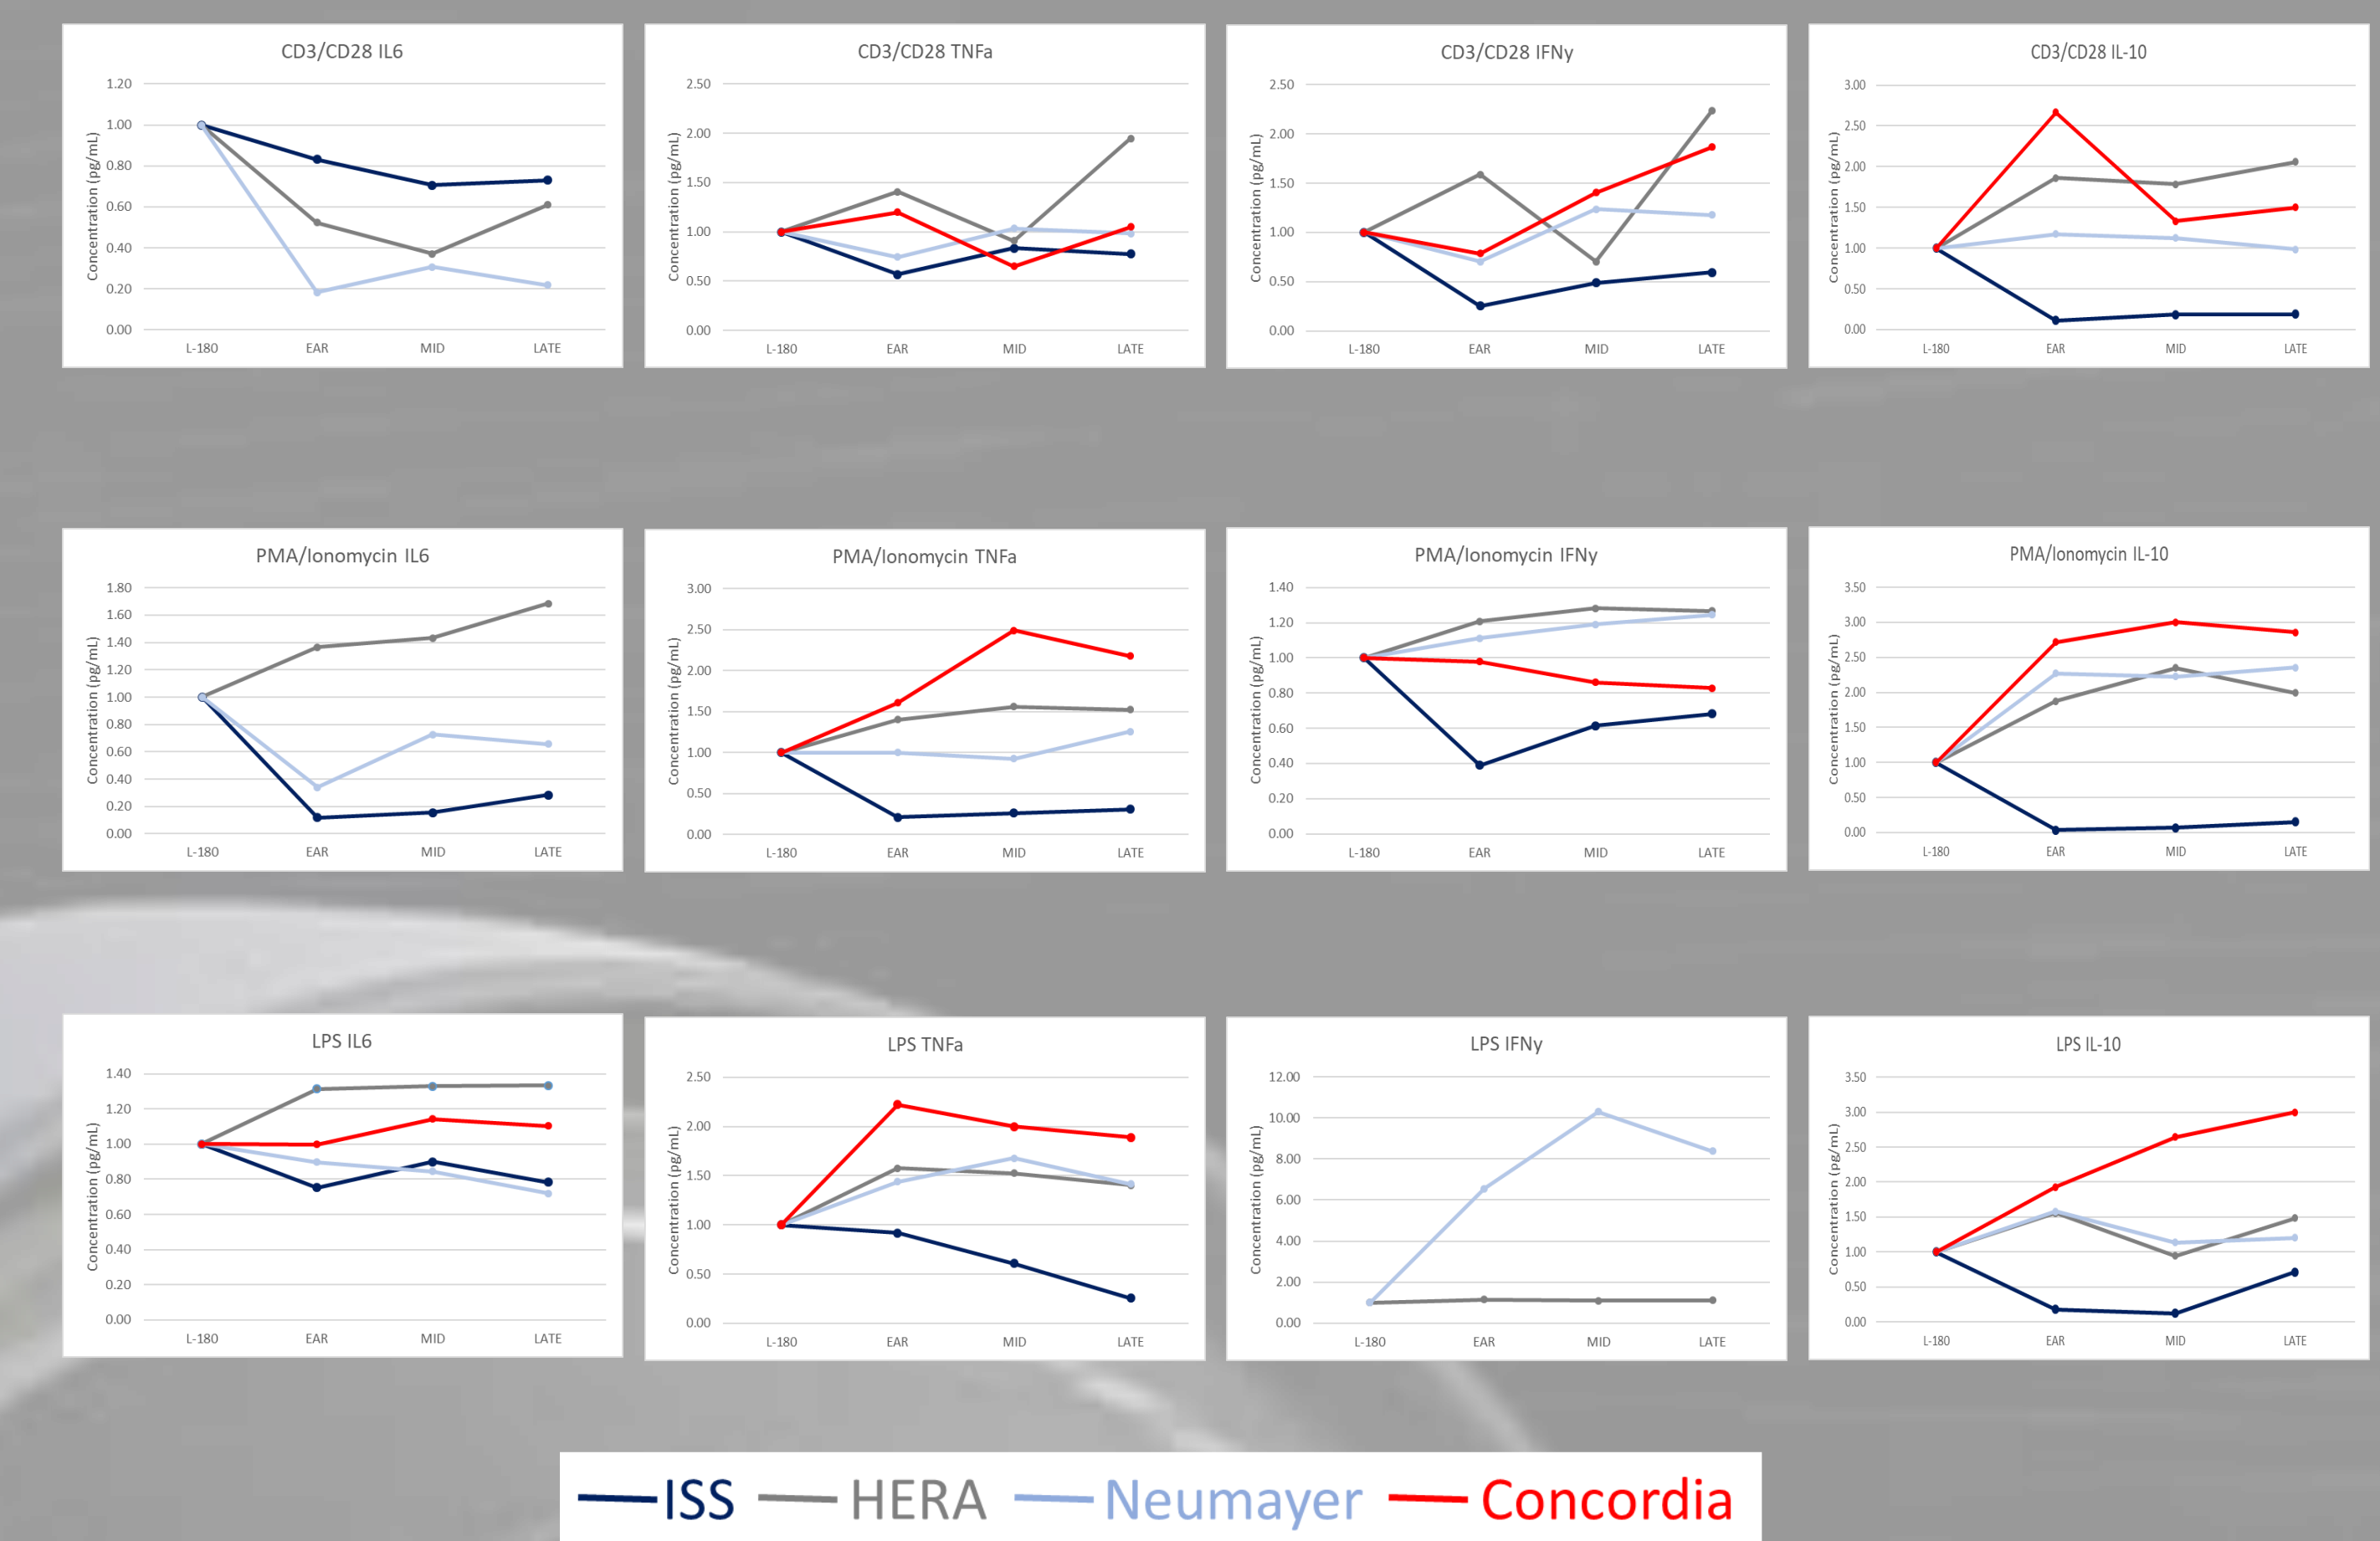 CD3/CD28 IL6
Concentration (pg/mL)
1.20
1.00
0.80
0.60
0.40
0.20
0.00
L-180 EAR MID LATE
CD3/CD28 TNFa
Concentration (pg/mL)
2.50
2.00
1.50
1.00
0.50
0.00
L-180 EAR MID LATE
CD3/CD28 IFNy
Concentration (pg/mL)
2.50
2.00
1.50
1.00
0.50
0.00
L-180 EAR MID LATE
CD3/CD28 IL-10
Concentration (pg/mL)
3.00
2.50
2.00
1.50
1.00
0.50
0.00
L-180 EAR MID LATE
PMA/Ionomycin IL6
Concentration (pg/mL)
1.80
1.60
1.40
1.20
1.00
0.80
0.60
0.40
0.20
0.00
L-180 EAR MID LATE
PMA/Ionomycin TNFa
Concentration (pg/mL)
3.00
2.50
2.00
1.50
1.00
0.50
0.00
L-180 EAR MID LATE
PMA/Ionomycin IFNy
Concentration (pg/mL)
1.40
1.20
1.00
0.80
0.60
0.40
0.20
0.00
L-180 EAR MID LATE
PMA/Ionomycin IL-10
Concentration (pg/mL)
3.50
3.00
2.50
2.00
1.50
1.00
0.50
0.00
L-180 EAR MID LATE
LPS IL6
Concentration (pg/mL)
1.40
1.20
1.00
0.80
0.60
0.40
0.20
0.00
L-180 EAR MID LATE
LPS TNFa
Concentration (pg/mL)
2.50
2.00
1.50
1.00
0.50
0.00
L-180 EAR MID LATE
LPS IFNy
Concentration (pg/mL)
12.00
10.00
8.00
6.00
4.00
2.00
0.00
L-180 EAR MID LATE
LPS IL-10
Concentration (pg/mL)
3.50
3.00
2.50
2.00
1.50
1.00
0.50
0.00
L-180 EAR MID LATE
ISS HERA Neumayer Concordia